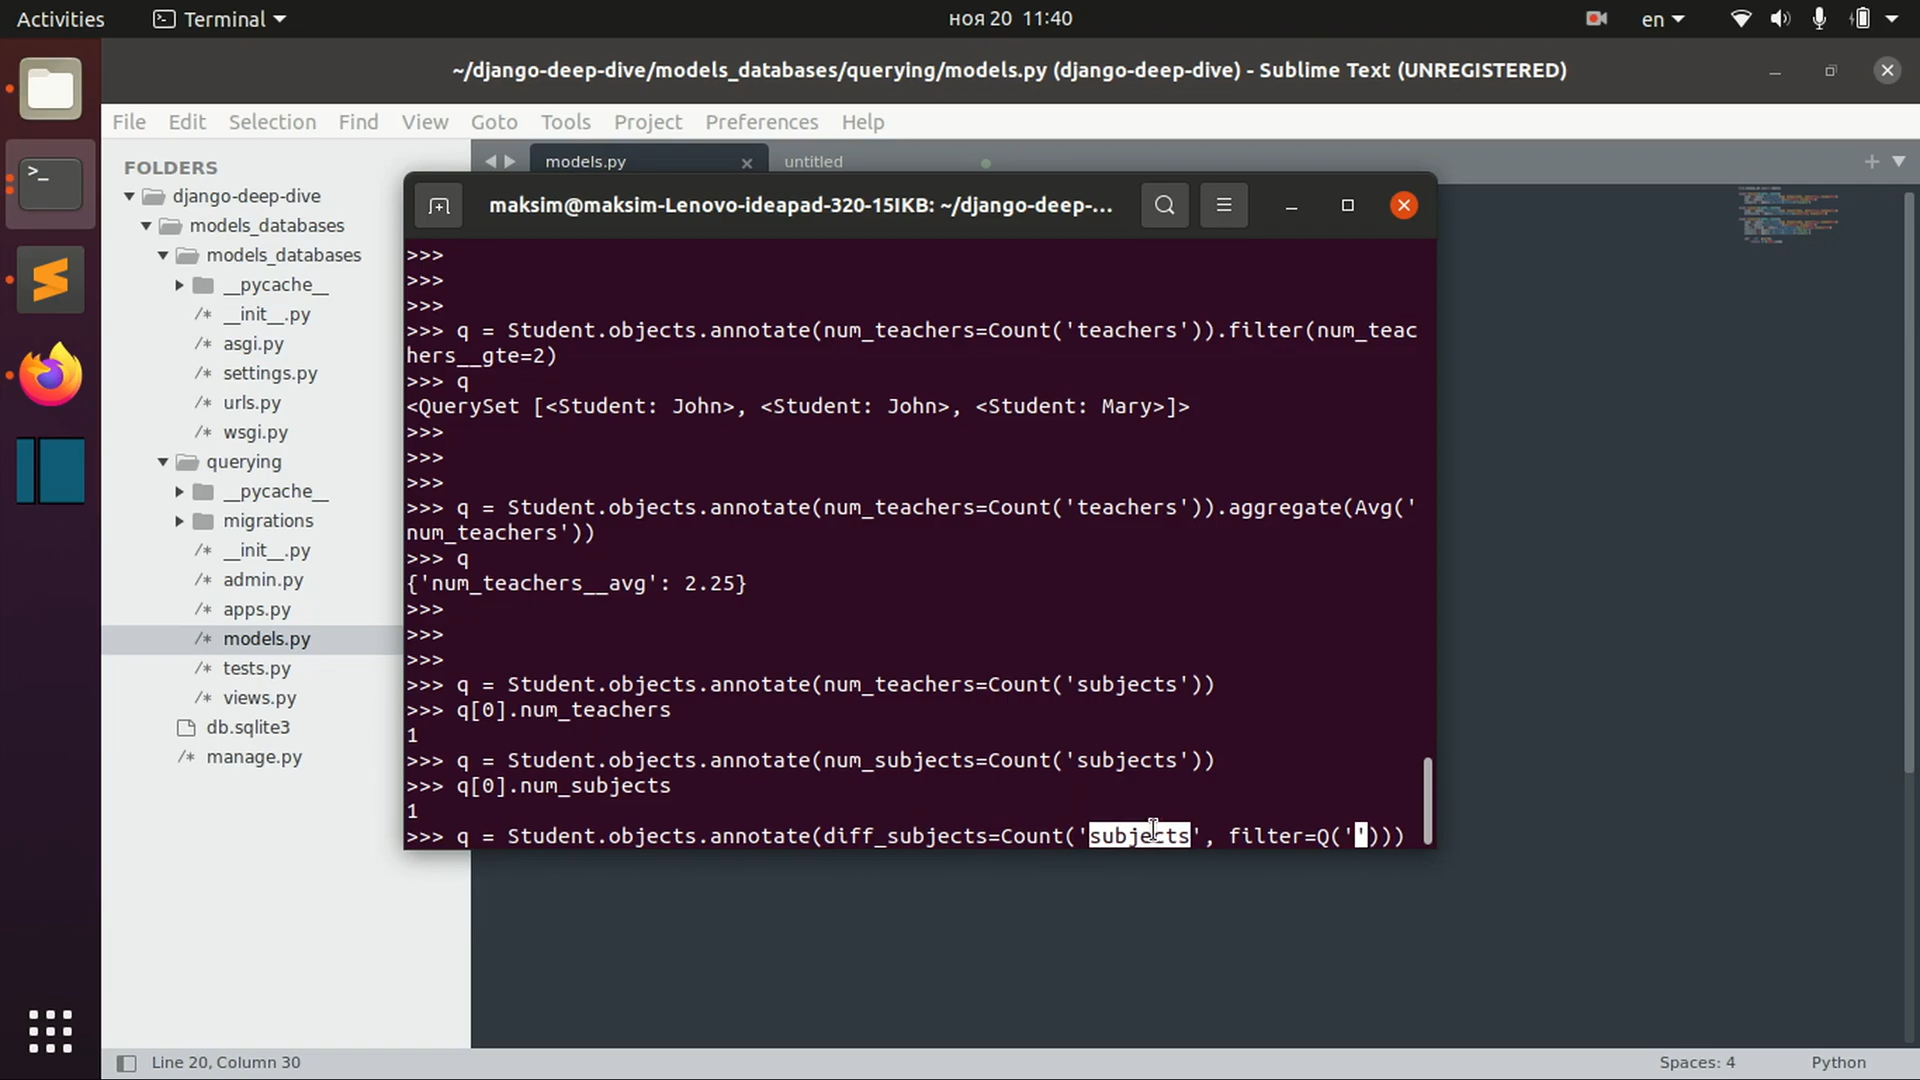 Activities
Terminal
ноя 20 11:40
en
~/django-deep-dive/models_databases/querying/models.py (django-deep-dive) - Sublime Text (UNREGISTERED)
File Edit Selection Find View Goto Tools Project Preferences Help
FOLDERS
django-deep-dive
models_databases
models_databases
__pycache__
/* __init__.py
/* asgi.py
/* settings.py
/* urls.py
/* wsgi.py
querying
__pycache__
migrations
/* __init__.py
/* admin.py
/* apps.py
/* models.py
/* tests.py
/* views.py
db.sqlite3
/* manage.py
models.py
untitled
maksim@maksim-Lenovo-ideapad-320-15IKB: ~/django-deep-...
>>>
>>>
>>>
>>> q = Student.objects.annotate(num_teachers=Count('teachers')).filter(num_teac
hers__gte=2)
>>> q
<QuerySet [<Student: John>, <Student: John>, <Student: Mary>]>
>>>
>>>
>>>
>>> q = Student.objects.annotate(num_teachers=Count('teachers')).aggregate(Avg('
num_teachers'))
>>> q
{'num_teachers__avg': 2.25}
>>>
>>>
>>>
>>> q = Student.objects.annotate(num_teachers=Count('subjects'))
>>> q[0].num_teachers
1
>>> q = Student.objects.annotate(num_subjects=Count('subjects'))
>>> q[0].num_subjects
1
>>> q = Student.objects.annotate(diff_subjects=Count('subjects', filter=Q('')))
Line 20, Column 30
Spaces: 4
Python